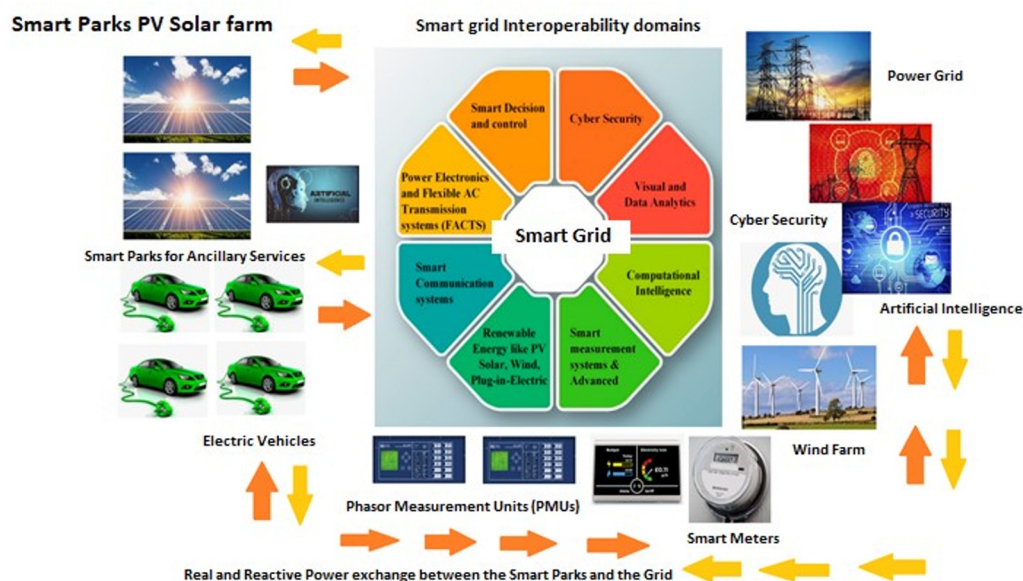 Smart Parks PV Solar farm
Smart grid Interoperability domains
Power Grid
Smart Decision
and control
Cyber Security
Power Electronics
and Flexible AC
Transmission
systems (FACTS)
Visual and
Data Analytics
ARTIFICIAL
INTELLIGENCE
Smart Grid
Cyber Security
SECURITY
Smart Parks for Ancillary Services
Smart
Communication
systems
Computational
Intelligence
Artificial Intelligence
Renewable
Energy like PV
Solar, Wind,
Plug-in-Electric
Smart
measurement
systems &
Advanced
Electric Vehicles
Wind Farm
Phasor Measurement Units (PMUs)
Smart Meters
Real and Reactive Power exchange between the Smart Parks and the Grid